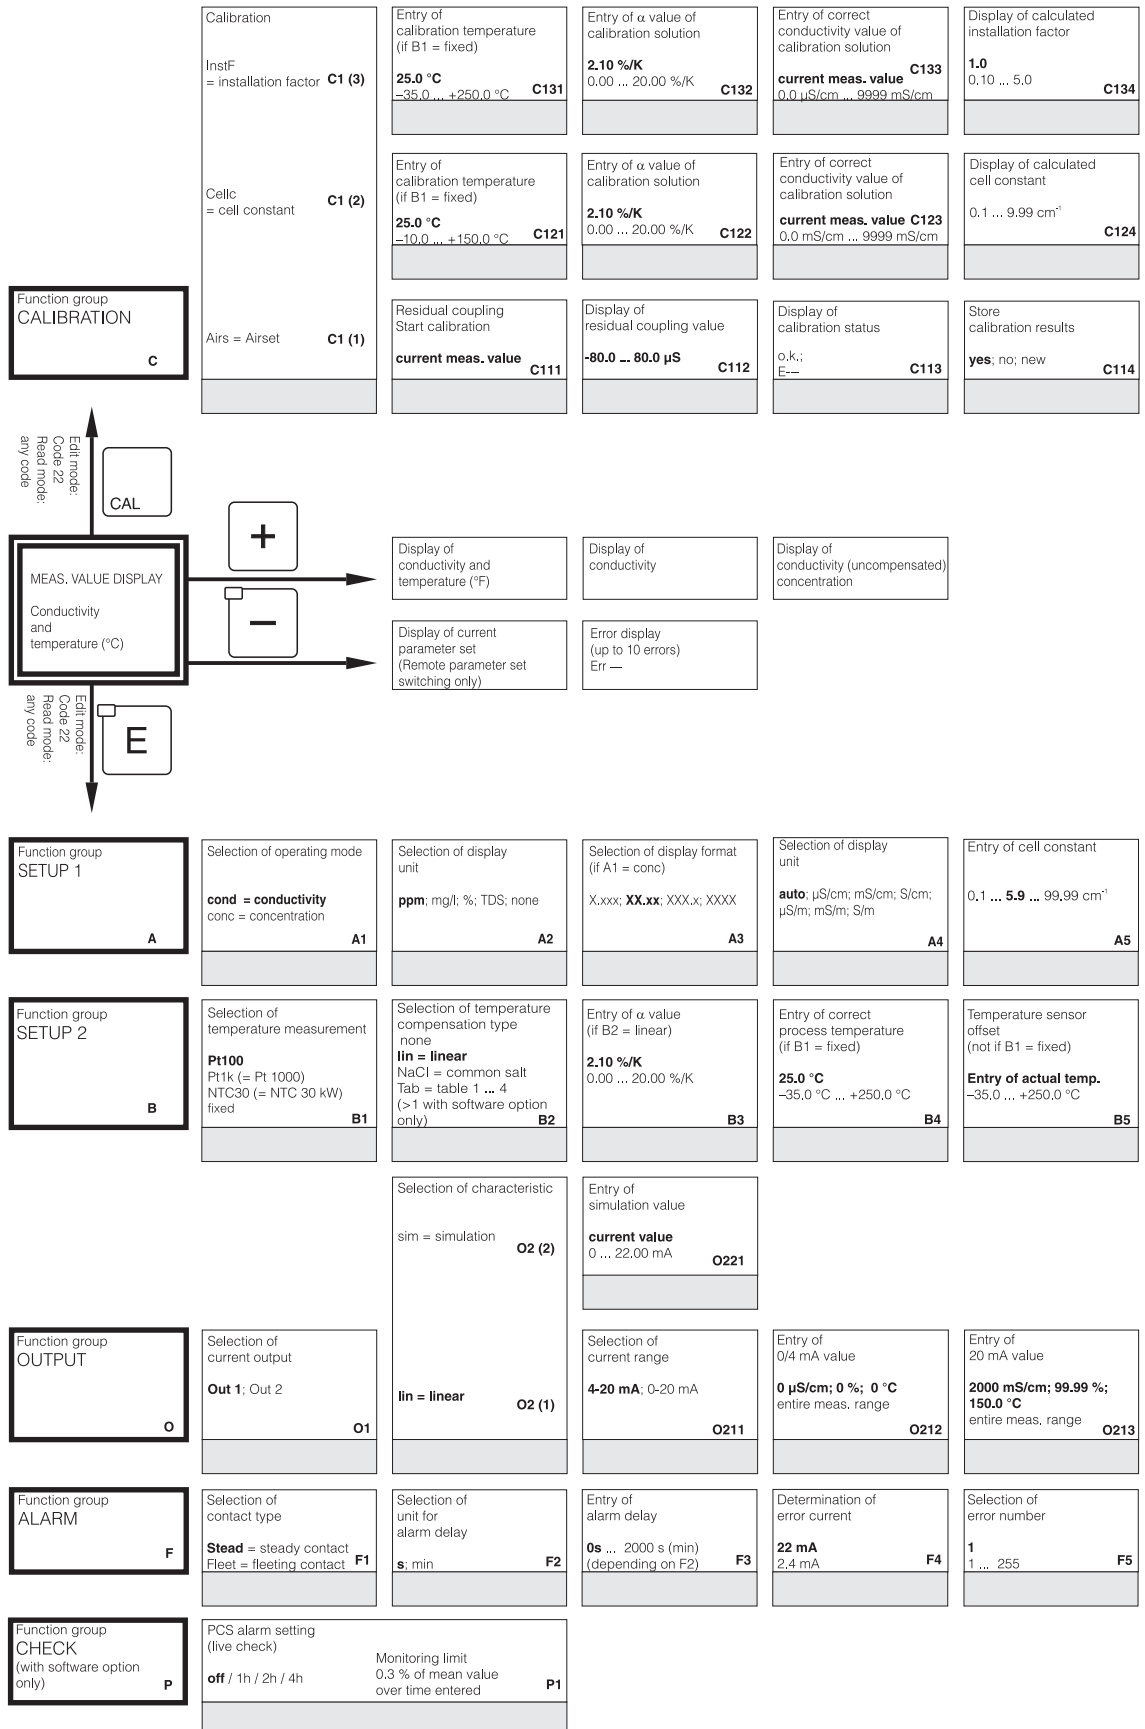 Calibration
InstF
= installation factor C1 (3)
Cellc
= cell constant
C1 (2)
Airs = Airset C1 (1)
Entry of
calibration temperature
(if B1 = fixed)
25.0 °C
–35.0 ... +250.0 °C
C131
Entry of α value of
calibration solution
2.10 %/K
0.00 ... 20.00 %/K
C132
Entry of correct
conductivity value of
calibration solution
C133
current meas. value
0.0 µS/cm ... 9999 mS/cm
Display of calculated
installation factor
1.0
0.10 ... 5.0
C134
Entry of
calibration temperature
(if B1 = fixed)
25.0 °C
–10.0 ... +150.0 °C
C121
Entry of α value of
calibration solution
2.10 %/K
0.00 ... 20.00 %/K
C122
Entry of correct
conductivity value of
calibration solution
current meas. value C123
0.0 mS/cm ... 9999 mS/cm
Display of calculated
cell constant
0.1 ... 9.99 cm⁻¹
C124
Function group
CALIBRATION
C
Residual coupling
Start calibration
current meas. value
C111
Display of
residual coupling value
-80.0 ... 80.0 µS
C112
Display of
calibration status
o.k.;
E-–
C113
Store
calibration results
yes; no; new
C114
Edit mode:
Code 22
Read mode:
any code
CAL
+
–
MEAS. VALUE DISPLAY
Conductivity
and
temperature (°C)
Display of
conductivity and
temperature (°F)
Display of
conductivity
Display of
conductivity (uncompensated)
concentration
Display of current
parameter set
(Remote parameter set
switching only)
Error display
(up to 10 errors)
Err —
Edit mode:
Code 22
Read mode:
any code
E
Function group
SETUP 1
A
Selection of operating mode
cond = conductivity
conc = concentration
A1
Selection of display
unit
ppm; mg/l; %; TDS; none
A2
Selection of display format
(if A1 = conc)
X.xxx; XX.xx; XXX.x; XXXX
A3
Selection of display
unit
auto; µS/cm; mS/cm; S/cm;
µS/m; mS/m; S/m
A4
Entry of cell constant
0.1 ... 5.9 ... 99.99 cm⁻¹
A5
Function group
SETUP 2
B
Selection of
temperature measurement
Pt100
Pt1k (= Pt 1000)
NTC30 (= NTC 30 kW)
fixed
B1
Selection of temperature
compensation type
none
lin = linear
NaCl = common salt
Tab = table 1 ... 4
(>1 with software option
only)
B2
Entry of α value
(if B2 = linear)
2.10 %/K
0.00 ... 20.00 %/K
B3
Entry of correct
process temperature
(if B1 = fixed)
25.0 °C
–35.0 °C ... +250.0 °C
B4
Temperature sensor
offset
(not if B1 = fixed)
Entry of actual temp.
–35.0 ... +250.0 °C
B5
Selection of characteristic
sim = simulation
O2 (2)
lin = linear
O2 (1)
Entry of
simulation value
current value
0 ... 22.00 mA
O221
Function group
OUTPUT
O
Selection of
current output
Out 1; Out 2
O1
Selection of
current range
4-20 mA; 0-20 mA
O211
Entry of
0/4 mA value
0 µS/cm; 0 %; 0 °C
entire meas. range
O212
Entry of
20 mA value
2000 mS/cm; 99.99 %;
150.0 °C
entire meas. range
O213
Function group
ALARM
F
Selection of
contact type
Stead = steady contact
Fleet = fleeting contact
F1
Selection of
unit for
alarm delay
s; min
F2
Entry of
alarm delay
0s ... 2000 s (min)
(depending on F2)
F3
Determination of
error current
22 mA
2.4 mA
F4
Selection of
error number
1
1 ... 255
F5
Function group
CHECK
(with software option
only)
P
PCS alarm setting
(live check)
off / 1h / 2h / 4h
Monitoring limit
0.3 % of mean value
over time entered
P1